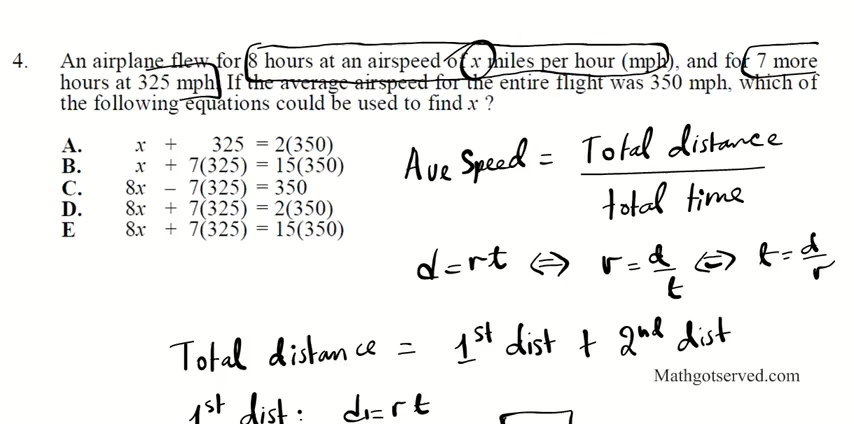 4. An airplane flew for 8 hours at an airspeed of x miles per hour (mph), and for 7 more
hours at 325 mph. If the average airspeed for the entire flight was 350 mph, which of
the following equations could be used to find x ?
A. x + 325 = 2(350)
B. x + 7(325) = 15(350)
C. 8x − 7(325) = 350
D. 8x + 7(325) = 2(350)
E 8x + 7(325) = 15(350)
Ave Speed = Total distance / total time
d = rt ⇔ r = d/t ⇔ t = d/r
Total distance = 1st dist + 2nd dist
Mathgotserved.com
1st dist: d1 = rt